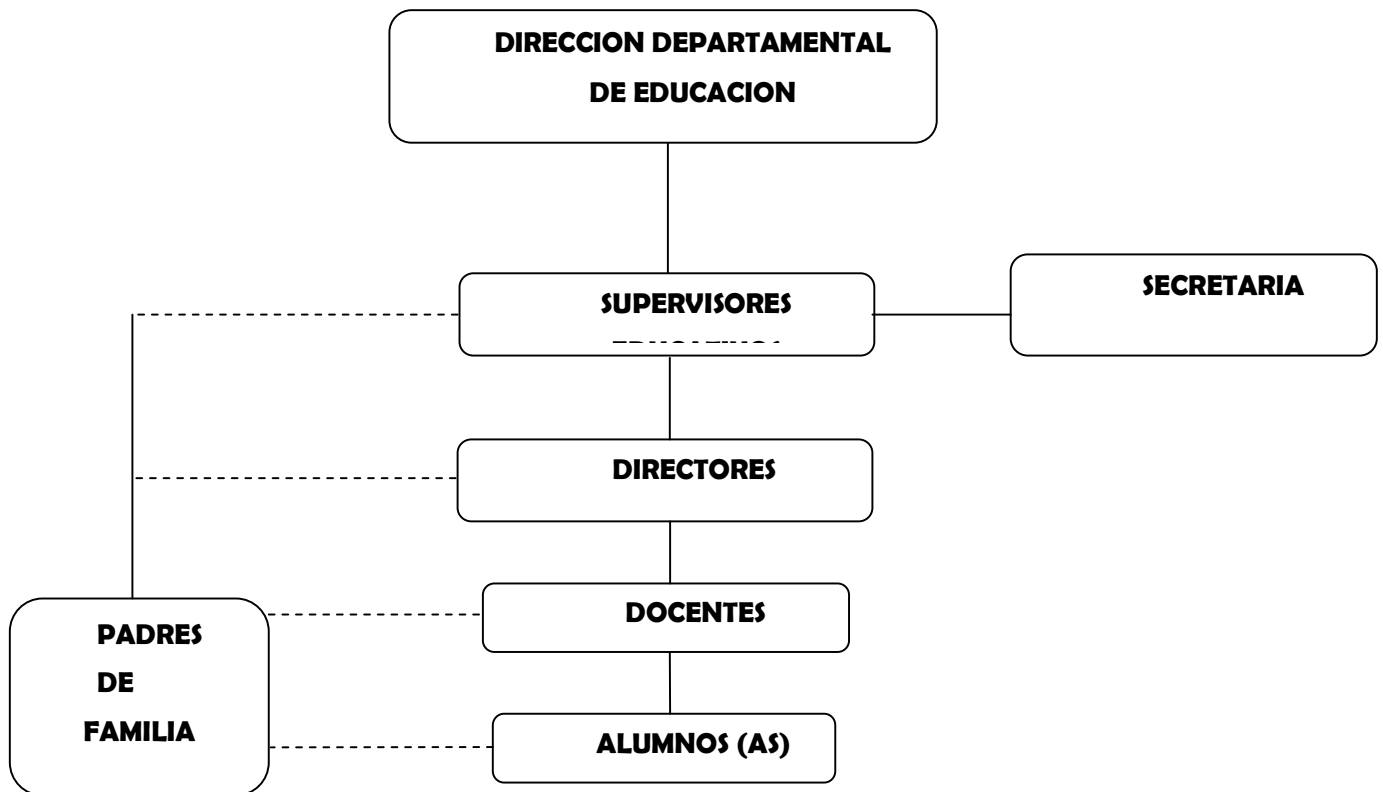 DIRECCION DEPARTAMENTAL
DE EDUCACION
SUPERVISORES
SECRETARIA
DIRECTORES
DOCENTES
PADRES
DE
FAMILIA
ALUMNOS (AS)